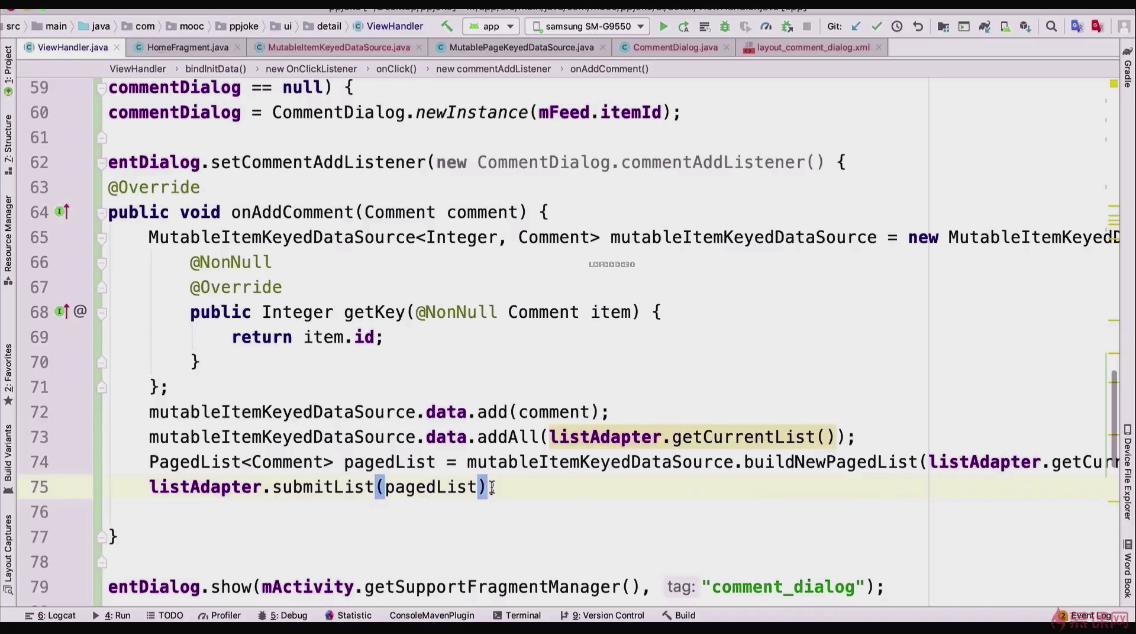 src main java com mooc ppjoke ui detail ViewHandler app samsung SM-G9550 Git:
ViewHandler.java HomeFragment.java MutableItemKeyedDataSource.java MutablePageKeyedDataSource.java CommentDialog.java layout_comment_dialog.xml
ViewHandler bindInitData() new OnClickListener onClick() new commentAddListener onAddComment()
59 commentDialog == null) {
60 commentDialog = CommentDialog.newInstance(mFeed.itemId);
61
62 entDialog.setCommentAddListener(new CommentDialog.commentAddListener() {
63 @Override
64 public void onAddComment(Comment comment) {
65 MutableItemKeyedDataSource<Integer, Comment> mutableItemKeyedDataSource = new MutableItemKeyedD
66 @NonNull
67 @Override
68 @ public Integer getKey(@NonNull Comment item) {
69 return item.id;
70 }
71 };
72 mutableItemKeyedDataSource.data.add(comment);
73 mutableItemKeyedDataSource.data.addAll(listAdapter.getCurrentList());
74 PagedList<Comment> pagedList = mutableItemKeyedDataSource.buildNewPagedList(listAdapter.getCurr
75 listAdapter.submitList(pagedList)
76
77 }
78
79 entDialog.show(mActivity.getSupportFragmentManager(), tag: "comment_dialog");
1: Project
7: Structure
Resource Manager
2: Favorites
Build Variants
Layout Captures
Gradle
Device File Explorer
Word Book
6: Logcat 4: Run TODO Profiler 5: Debug Statistic ConsoleMavenPlugin Terminal 9: Version Control Build 2 Event Log